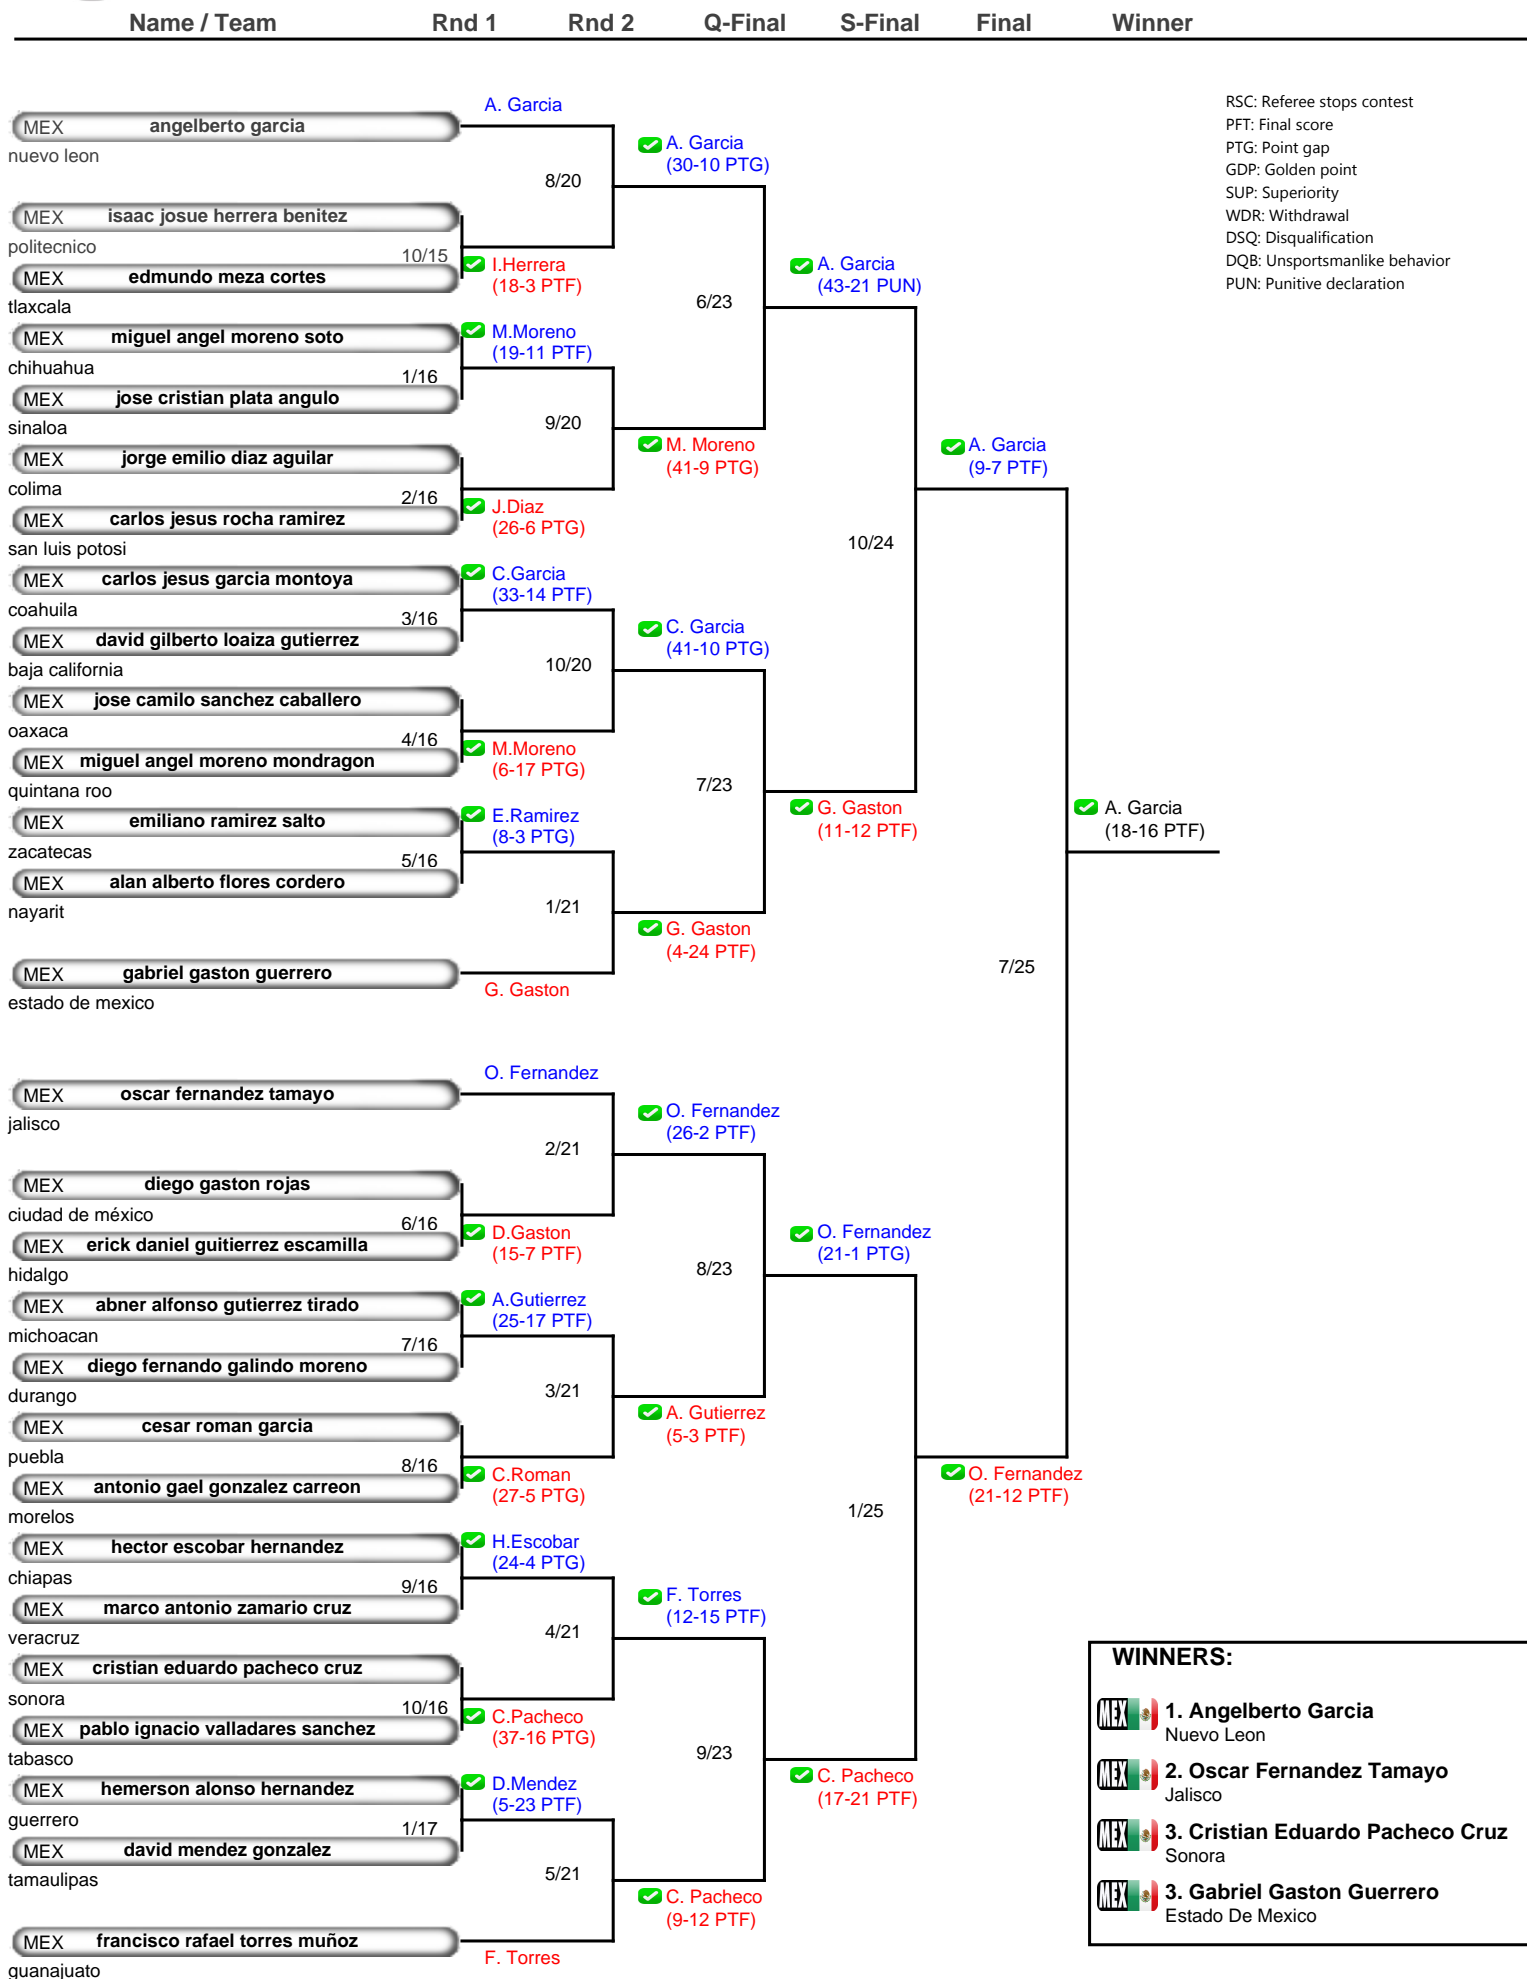 Name / Team Rnd 1 Rnd 2 Q-Final S-Final Final Winner
RSC: Referee stops contest
PFT: Final score
PTG: Point gap
GDP: Golden point
SUP: Superiority
WDR: Withdrawal
DSQ: Disqualification
DQB: Unsportsmanlike behavior
PUN: Punitive declaration
A. Garcia
MEX angelberto garcia
nuevo leon
A. Garcia
(30-10 PTG)
8/20
MEX isaac josue herrera benitez
politecnico
10/15
I.Herrera
(18-3 PTF)
MEX edmundo meza cortes
tlaxcala
A. Garcia
(43-21 PUN)
6/23
MEX miguel angel moreno soto
chihuahua
M.Moreno
(19-11 PTF)
1/16
MEX jose cristian plata angulo
sinaloa
9/20
M. Moreno
(41-9 PTG)
A. Garcia
(9-7 PTF)
MEX jorge emilio diaz aguilar
colima
2/16
J.Diaz
(26-6 PTG)
MEX carlos jesus rocha ramirez
san luis potosi
10/24
MEX carlos jesus garcia montoya
coahuila
C.Garcia
(33-14 PTF)
3/16
MEX david gilberto loaiza gutierrez
baja california
C. Garcia
(41-10 PTG)
10/20
MEX jose camilo sanchez caballero
oaxaca
4/16
M.Moreno
(6-17 PTG)
MEX miguel angel moreno mondragon
quintana roo
7/23
G. Gaston
(11-12 PTF)
A. Garcia
(18-16 PTF)
MEX emiliano ramirez salto
zacatecas
E.Ramirez
(8-3 PTG)
5/16
MEX alan alberto flores cordero
nayarit
1/21
G. Gaston
(4-24 PTF)
MEX gabriel gaston guerrero
estado de mexico
G. Gaston
7/25
O. Fernandez
MEX oscar fernandez tamayo
jalisco
O. Fernandez
(26-2 PTF)
2/21
MEX diego gaston rojas
ciudad de méxico
6/16
D.Gaston
(15-7 PTF)
MEX erick daniel guitierrez escamilla
hidalgo
O. Fernandez
(21-1 PTG)
8/23
MEX abner alfonso gutierrez tirado
michoacan
A.Gutierrez
(25-17 PTF)
7/16
MEX diego fernando galindo moreno
durango
3/21
A. Gutierrez
(5-3 PTF)
MEX cesar roman garcia
puebla
8/16
C.Roman
(27-5 PTG)
MEX antonio gael gonzalez carreon
morelos
O. Fernandez
(21-12 PTF)
1/25
MEX hector escobar hernandez
chiapas
H.Escobar
(24-4 PTG)
9/16
MEX marco antonio zamario cruz
veracruz
F. Torres
(12-15 PTF)
4/21
MEX cristian eduardo pacheco cruz
sonora
10/16
C.Pacheco
(37-16 PTG)
MEX pablo ignacio valladares sanchez
tabasco
9/23
C. Pacheco
(17-21 PTF)
MEX hemerson alonso hernandez
guerrero
D.Mendez
(5-23 PTF)
1/17
MEX david mendez gonzalez
tamaulipas
5/21
C. Pacheco
(9-12 PTF)
MEX francisco rafael torres muñoz
guanajuato
F. Torres
WINNERS:
MEX 1. Angelberto Garcia
Nuevo Leon
MEX 2. Oscar Fernandez Tamayo
Jalisco
MEX 3. Cristian Eduardo Pacheco Cruz
Sonora
MEX 3. Gabriel Gaston Guerrero
Estado De Mexico